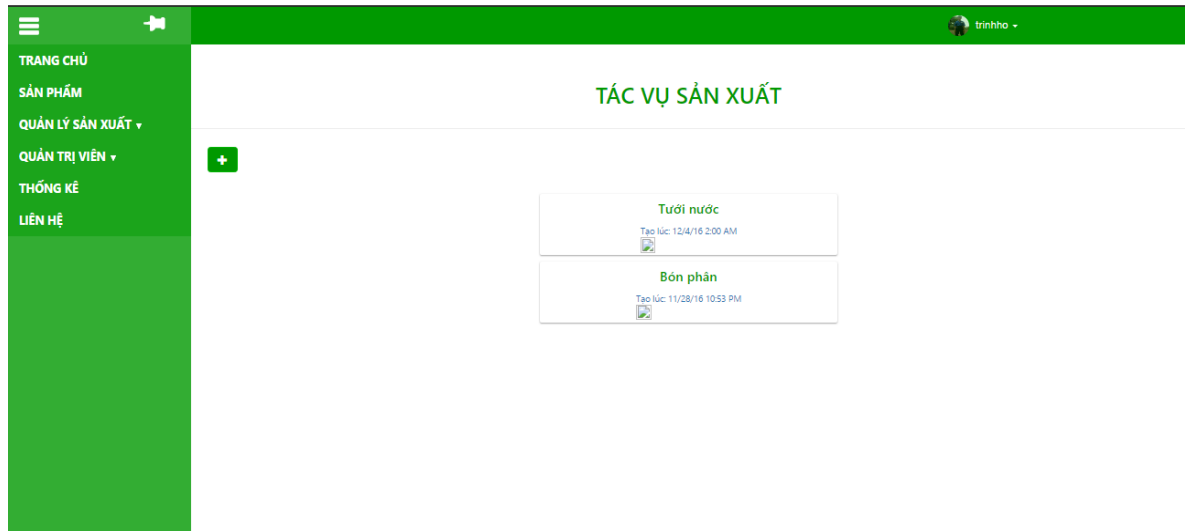 trinhho
TRANG CHỦ
SẢN PHẨM
QUẢN LÝ SẢN XUẤT
QUẢN TRỊ VIÊN
THỐNG KÊ
LIÊN HỆ
TÁC VỤ SẢN XUẤT
Tưới nước
Tạo lúc: 12/4/16 2:00 AM
Bón phân
Tạo lúc: 11/28/16 10:53 PM